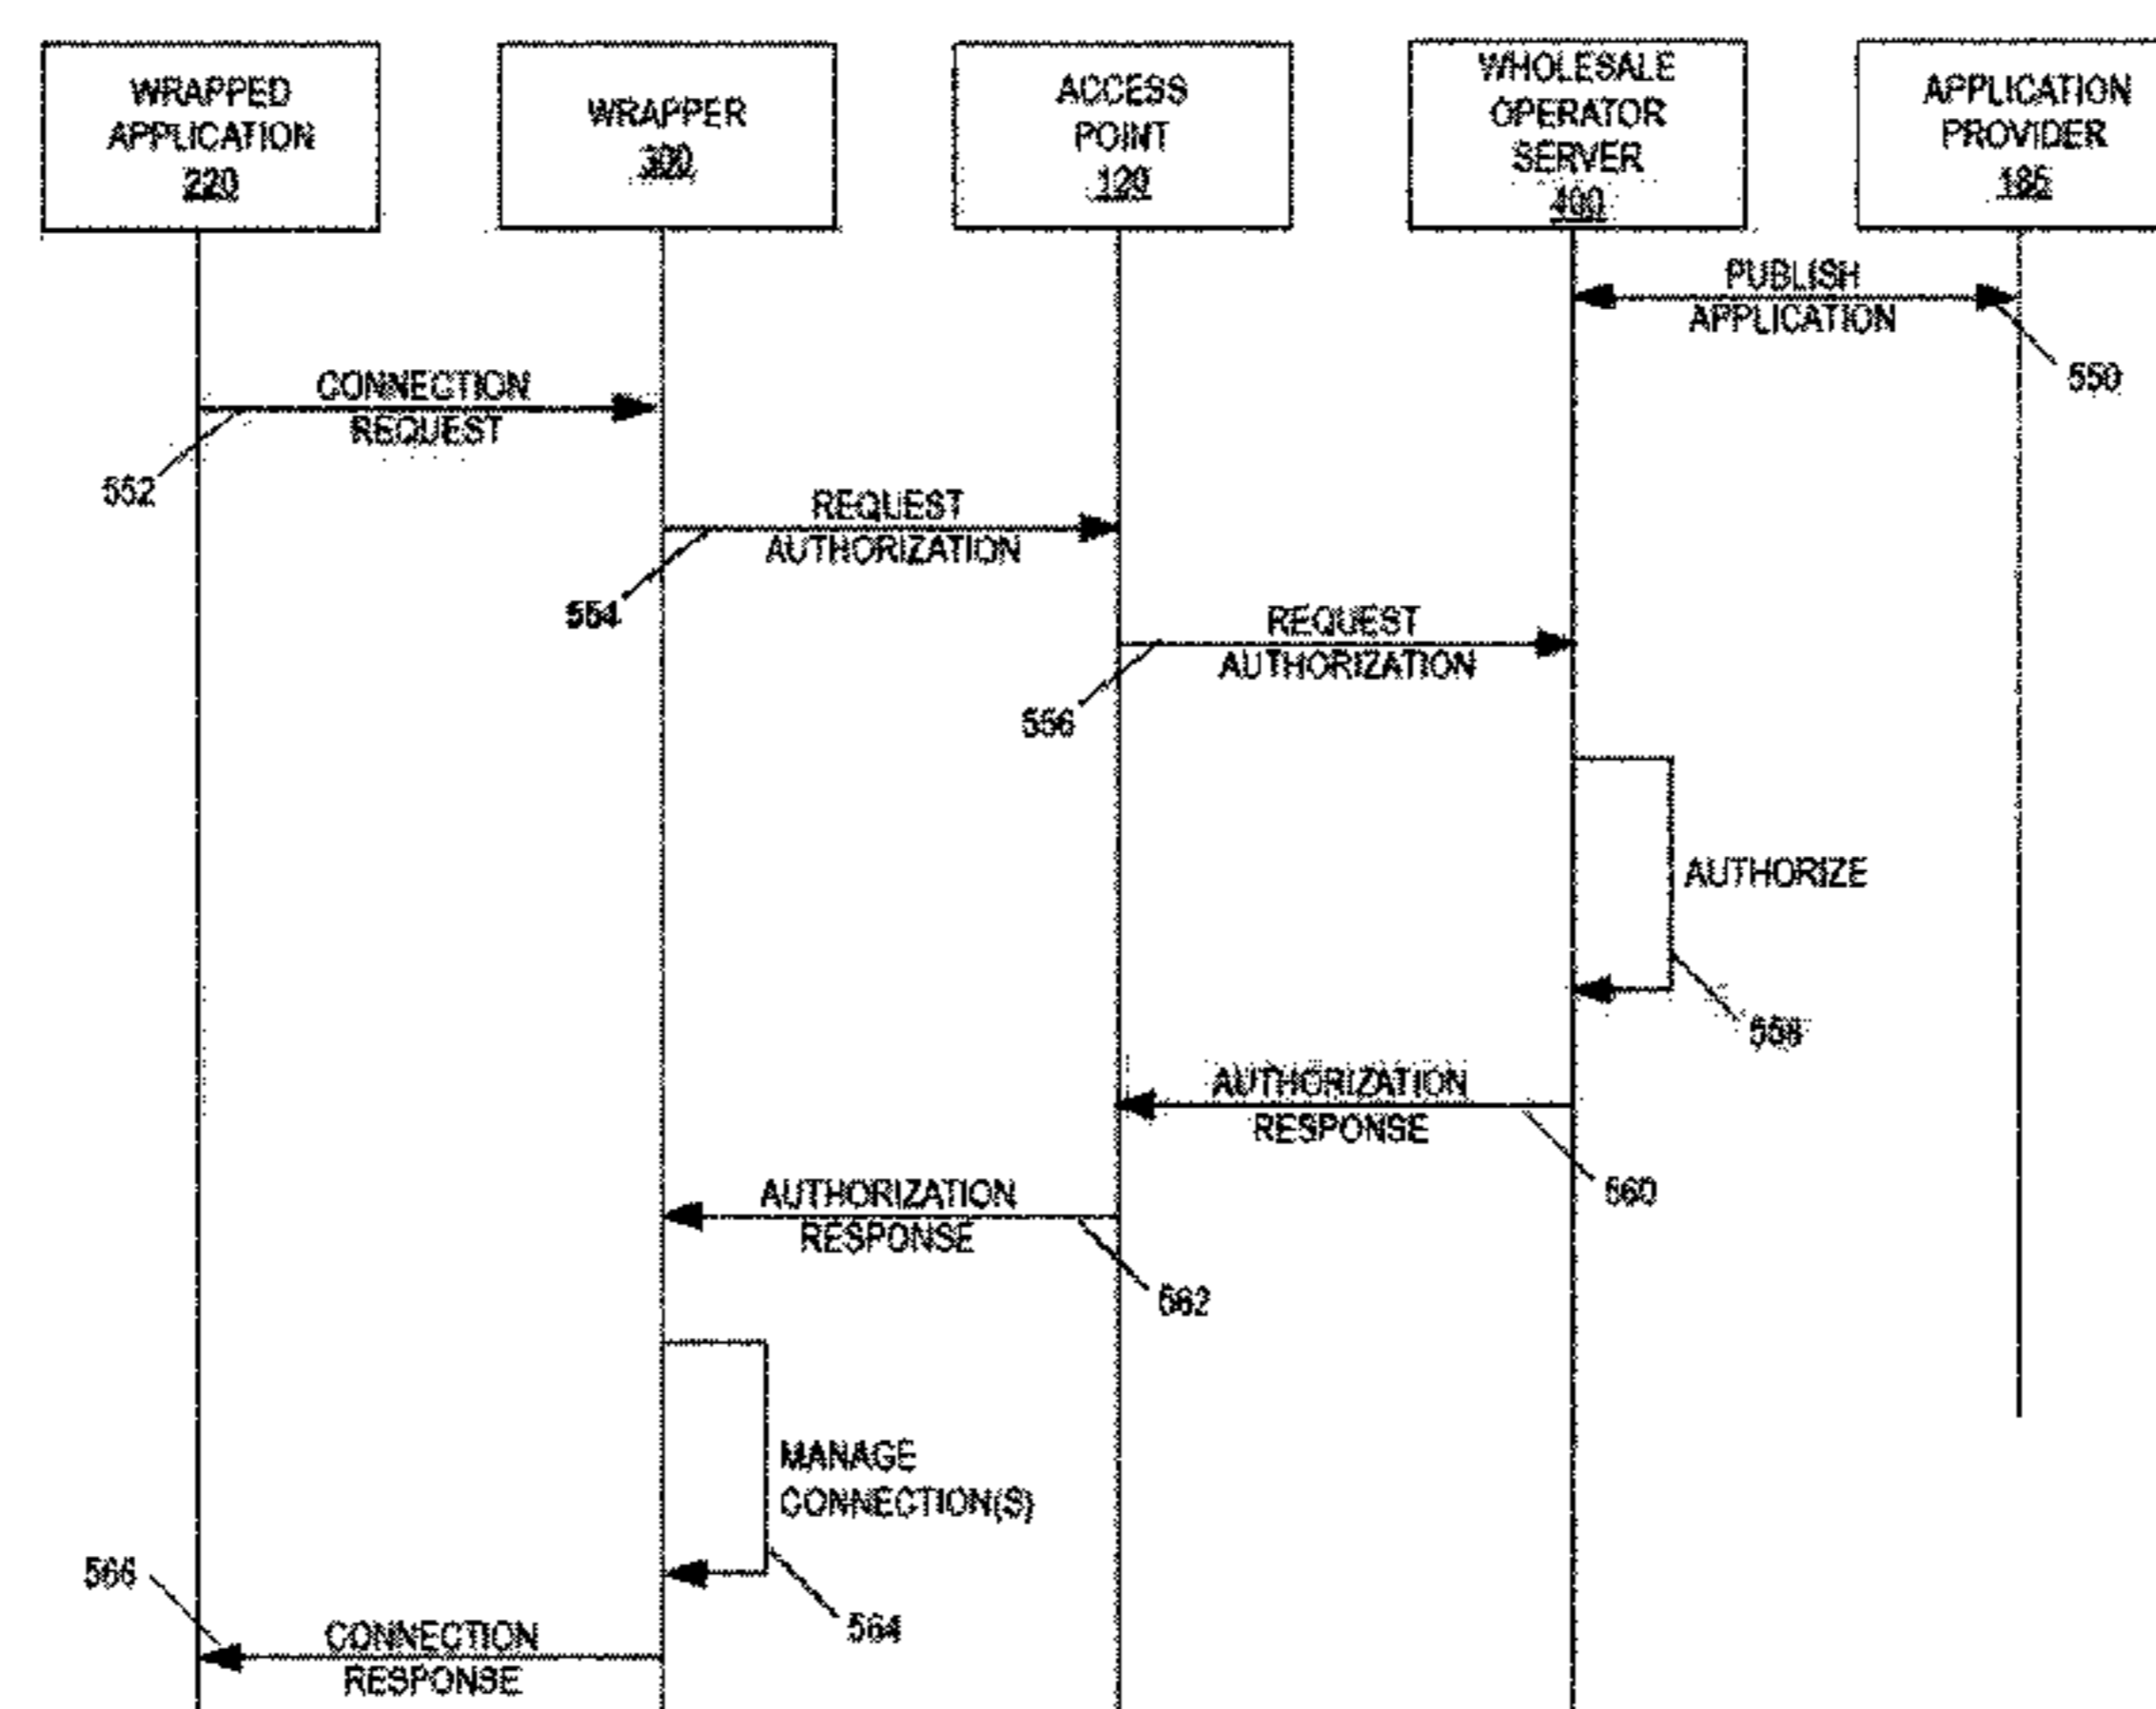 WRAPPED
APPLICATION
220
WRAPPER
300
ACCESS
POINT
120
WHOLESALE
OPERATOR
SERVER
400
APPLICATION
PROVIDER
185
PUBLISH
APPLICATION
550
CONNECTION
REQUEST
552
REQUEST
AUTHORIZATION
554
REQUEST
AUTHORIZATION
556
AUTHORIZE
558
AUTHORIZATION
RESPONSE
560
AUTHORIZATION
RESPONSE
562
MANAGE
CONNECTION(S)
564
566
CONNECTION
RESPONSE